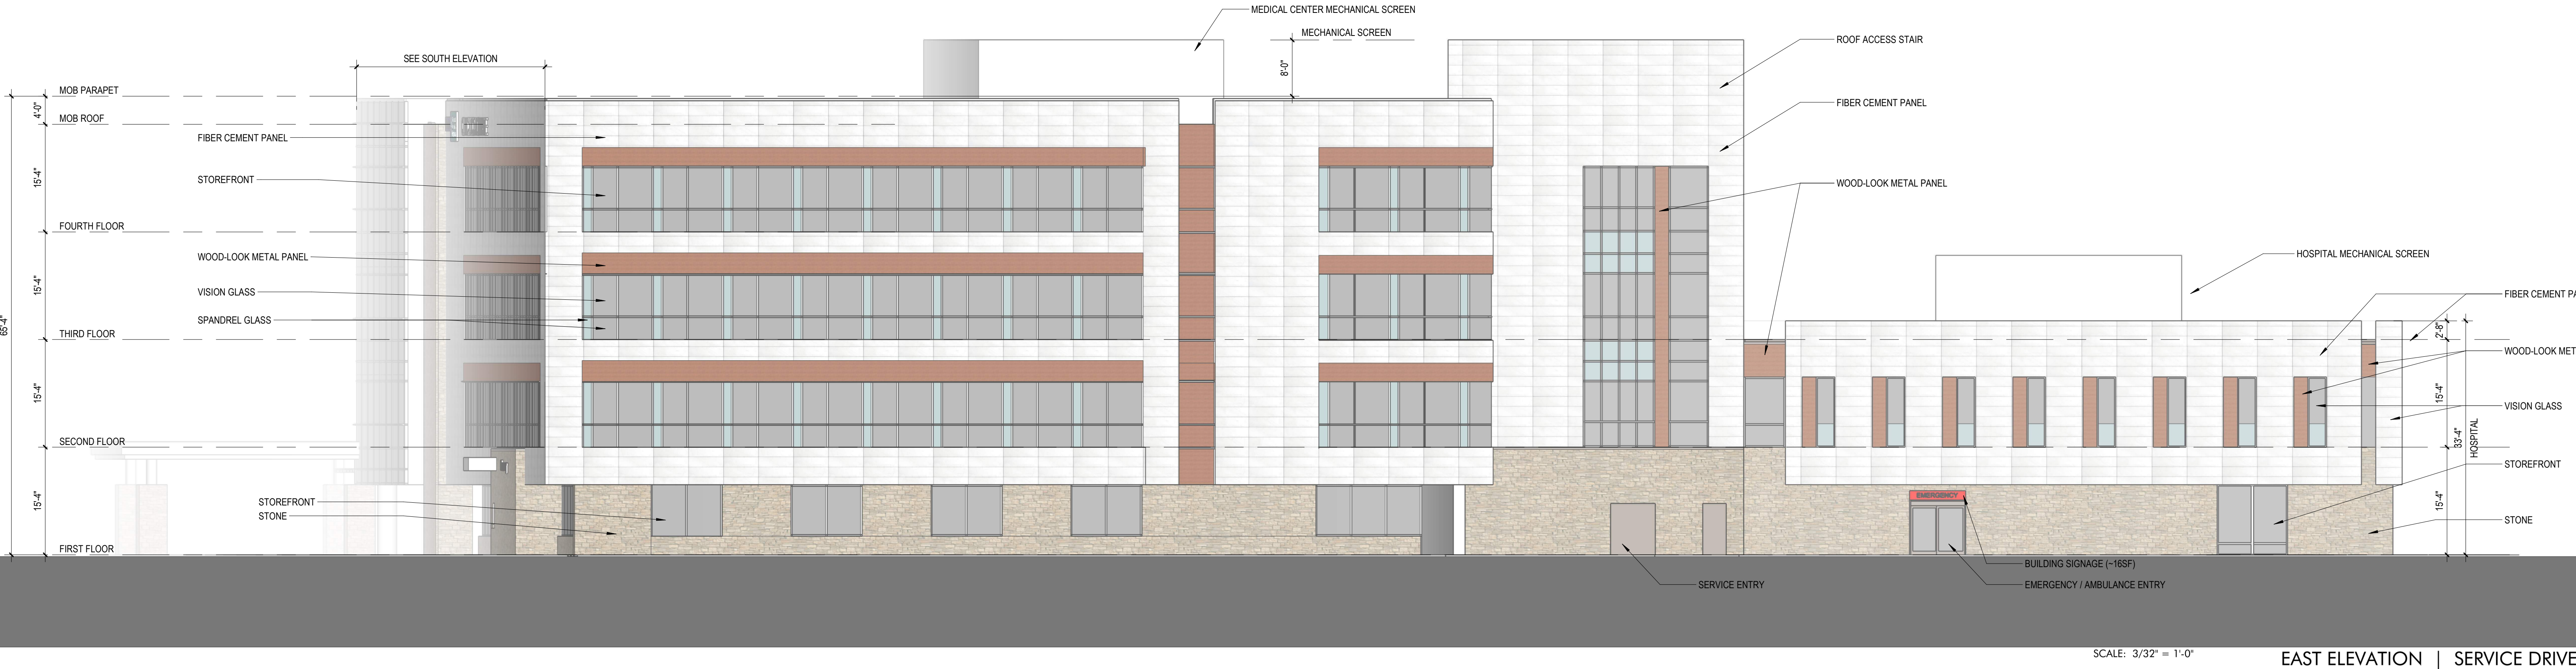 MEDICAL CENTER MECHANICAL SCREEN
MECHANICAL SCREEN
8'-0"
ROOF ACCESS STAIR
SEE SOUTH ELEVATION
MOB PARAPET
4'-0"
MOB ROOF
FIBER CEMENT PANEL
FIBER CEMENT PANEL
15'-4"
STOREFRONT
WOOD-LOOK METAL PANEL
FOURTH FLOOR
WOOD-LOOK METAL PANEL
HOSPITAL MECHANICAL SCREEN
15'-4"
VISION GLASS
FIBER CEMENT PA
SPANDREL GLASS
65'-4"
THIRD FLOOR
2'-8"
WOOD-LOOK MET
15'-4"
15'-4"
VISION GLASS
SECOND FLOOR
33'-4"
HOSPITAL
STOREFRONT
15'-4"
STOREFRONT
EMERGENCY
15'-4"
STONE
STONE
FIRST FLOOR
BUILDING SIGNAGE (~16SF)
SERVICE ENTRY
EMERGENCY / AMBULANCE ENTRY
SCALE: 3/32" = 1'-0"
EAST ELEVATION | SERVICE DRIVE